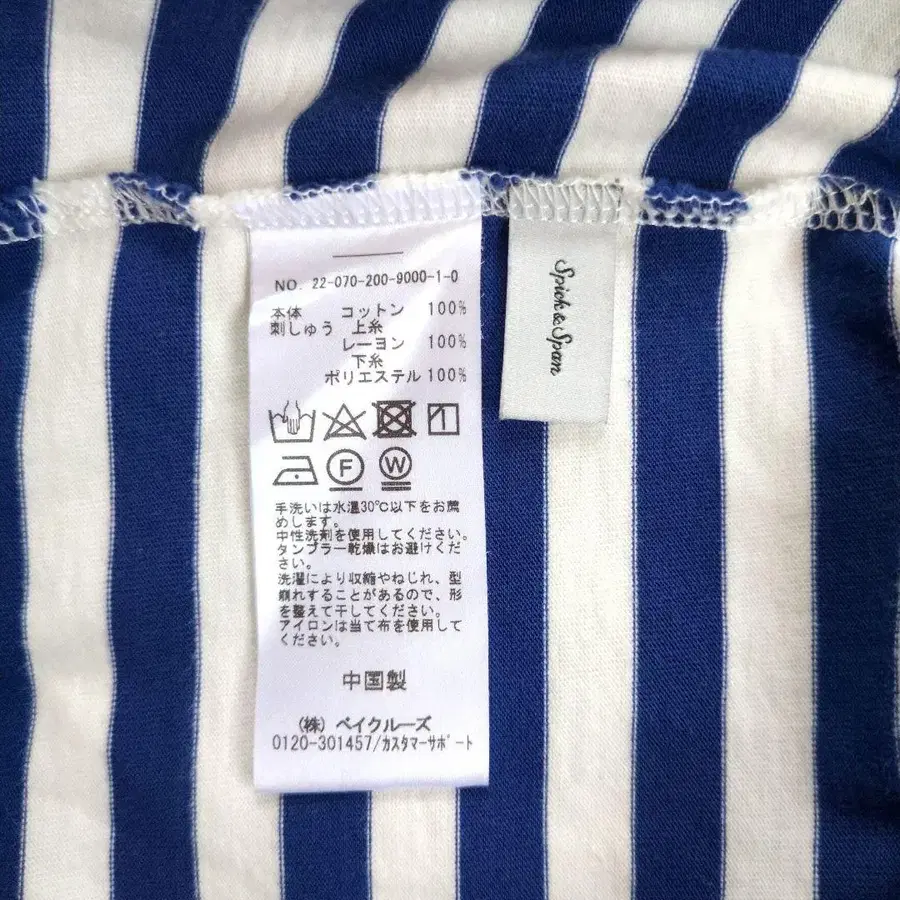 NO. 22-070-200-9000-1-0
本体 コットン 100%
刺しゅう 上糸
レーヨン 100%
下糸
ポリエステル 100%
F W
手洗いは水温30℃以下をお薦
めします。
中性洗剤を使用してください。
タンブラー乾燥はお避けくだ
さい。
洗濯により収縮やねじれ、型
崩れすることがあるので、形
を整えて干してください。
アイロンは当て布を使用して
ください。
中国製
(株) ベイクルーズ
0120-301457/カスタマーサポート
Spick&Span